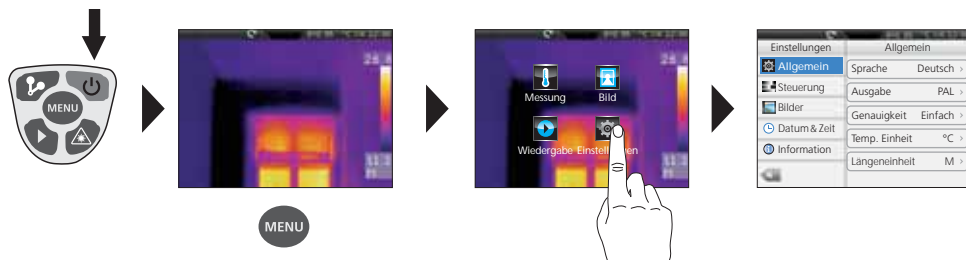 MENU
MENU
Messung Bild
Wiedergabe Einstellungen
Einstellungen Allgemein
Allgemein Sprache Deutsch ›
Steuerung Ausgabe PAL ›
Bilder Genauigkeit Einfach ›
Datum & Zeit Temp. Einheit °C ›
Information Längeneinheit M ›